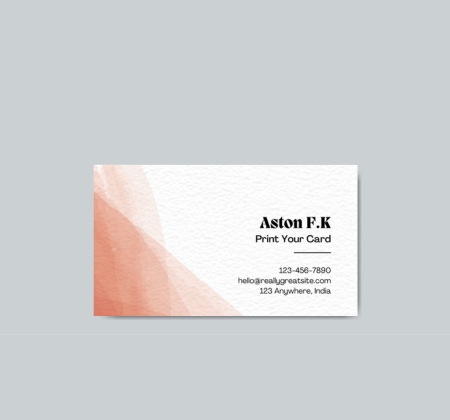 Aston F.K
Print Your Card
123-456-7890
hello@reallygreatsite.com
123 Anywhere, India